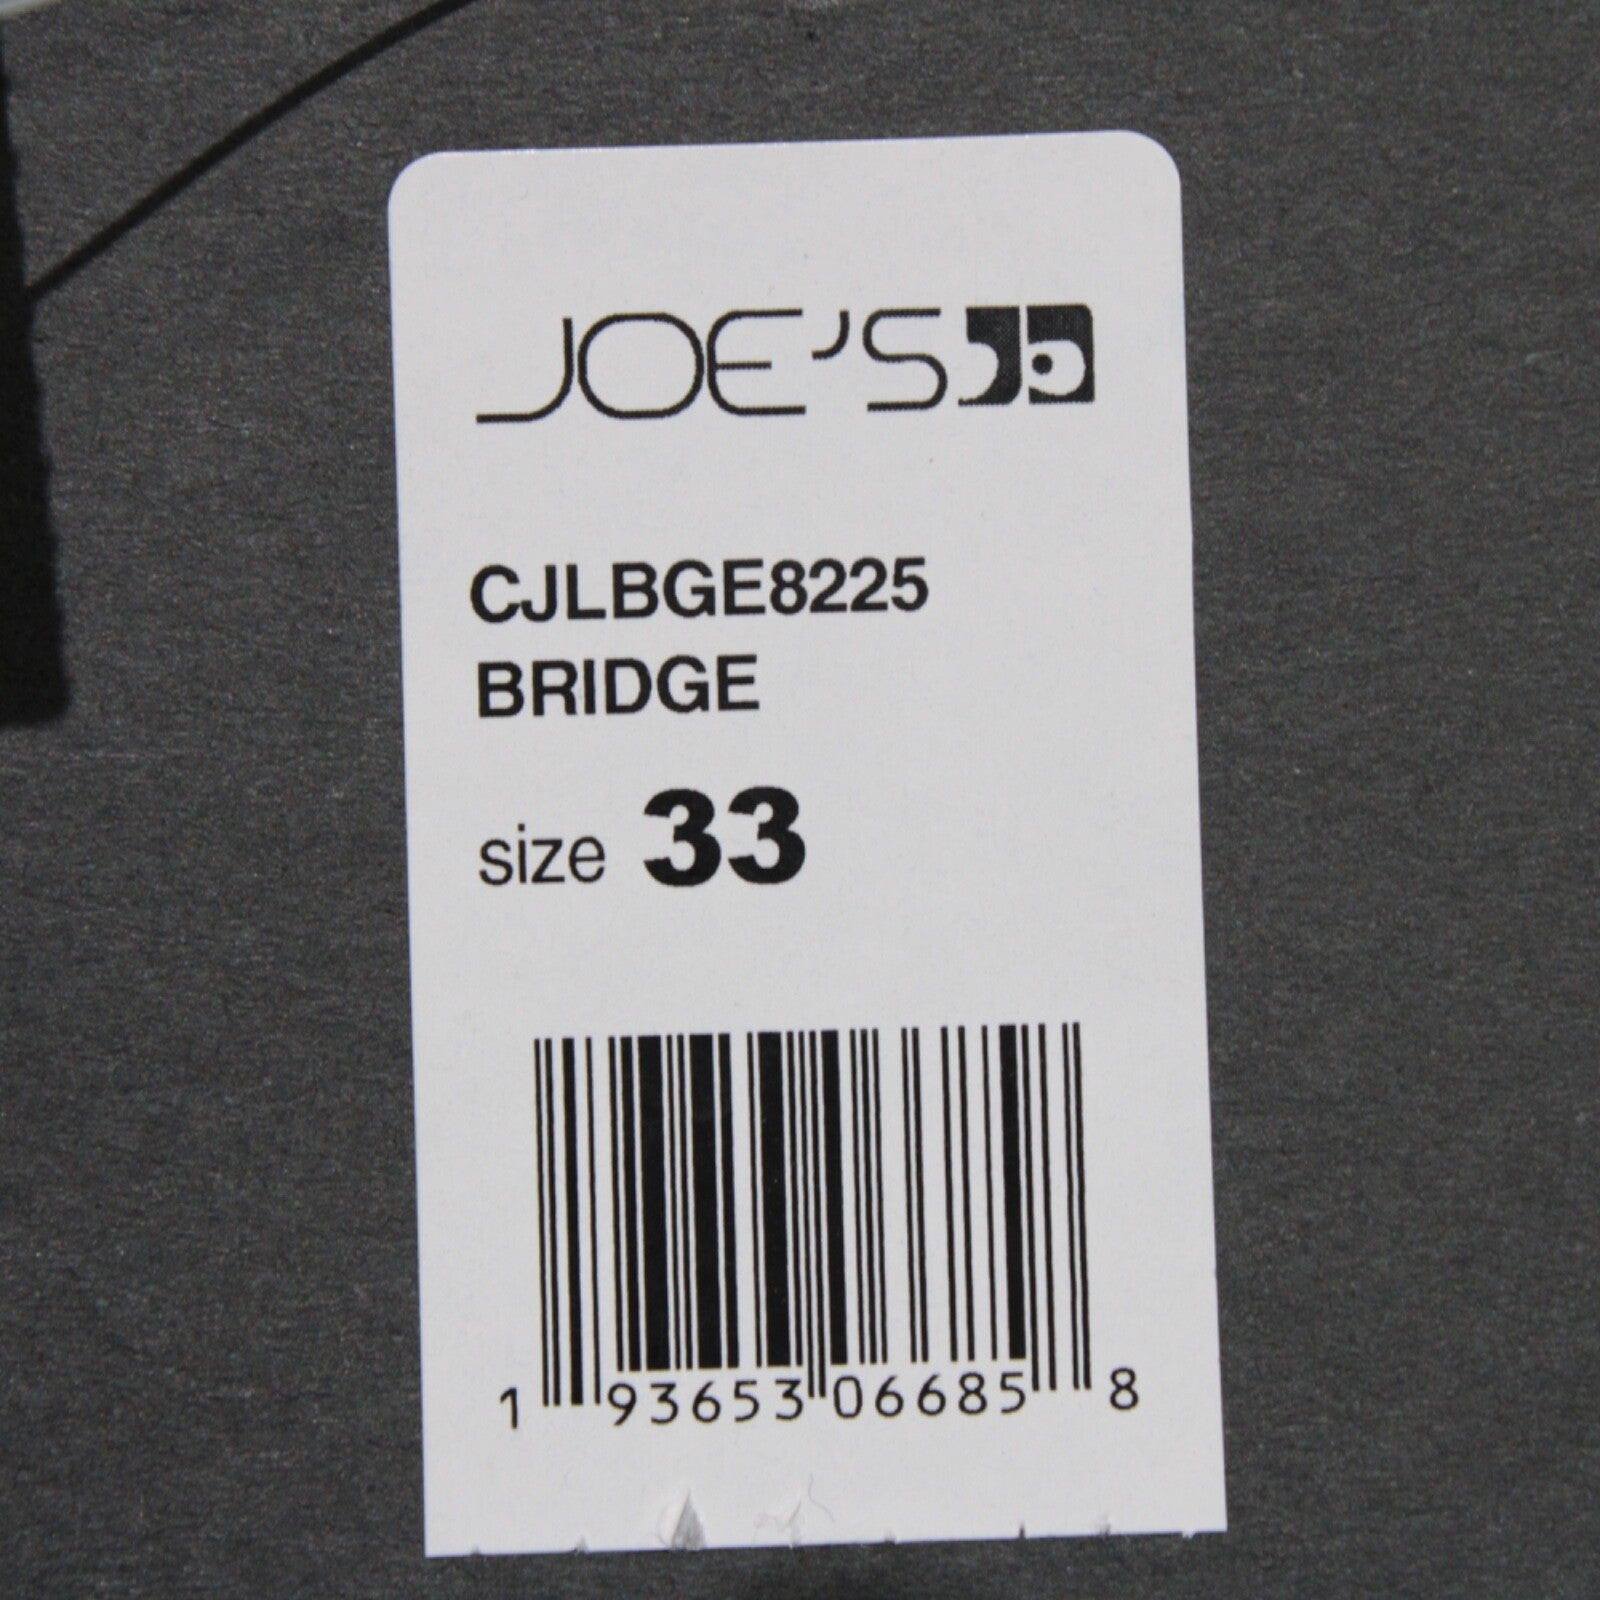 JOE'S
CJLBGE8225
BRIDGE
size 33
1 93653 06685 8